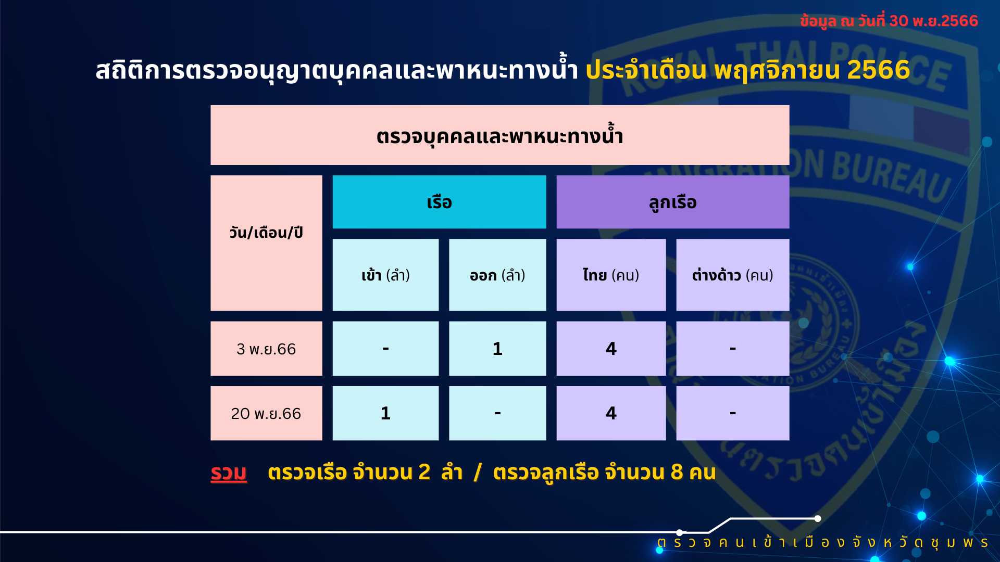 ข้อมูล ณ วันที่ 30 พ.ย.2566
ROYAL THAI POLICE
สถิติการตรวจอนุญาตบุคคลและพาหนะทางน้ำ ประจำเดือน พฤศจิกายน 2566
ตรวจบุคคลและพาหนะทางน้ำ
IMIGRATION BUREAU
วัน/เดือน/ปี
เรือ
ลูกเรือ
เข้า (ลำ)
ออก (ลำ)
ไทย (คน)
ต่างด้าว (คน)
3 พ.ย.66
-
1
4
-
20 พ.ย.66
1
-
4
-
รวม ตรวจเรือ จำนวน 2 ลำ / ตรวจลูกเรือ จำนวน 8 คน
ตรวจคนเข้าเมืองจังหวัดชุมพร